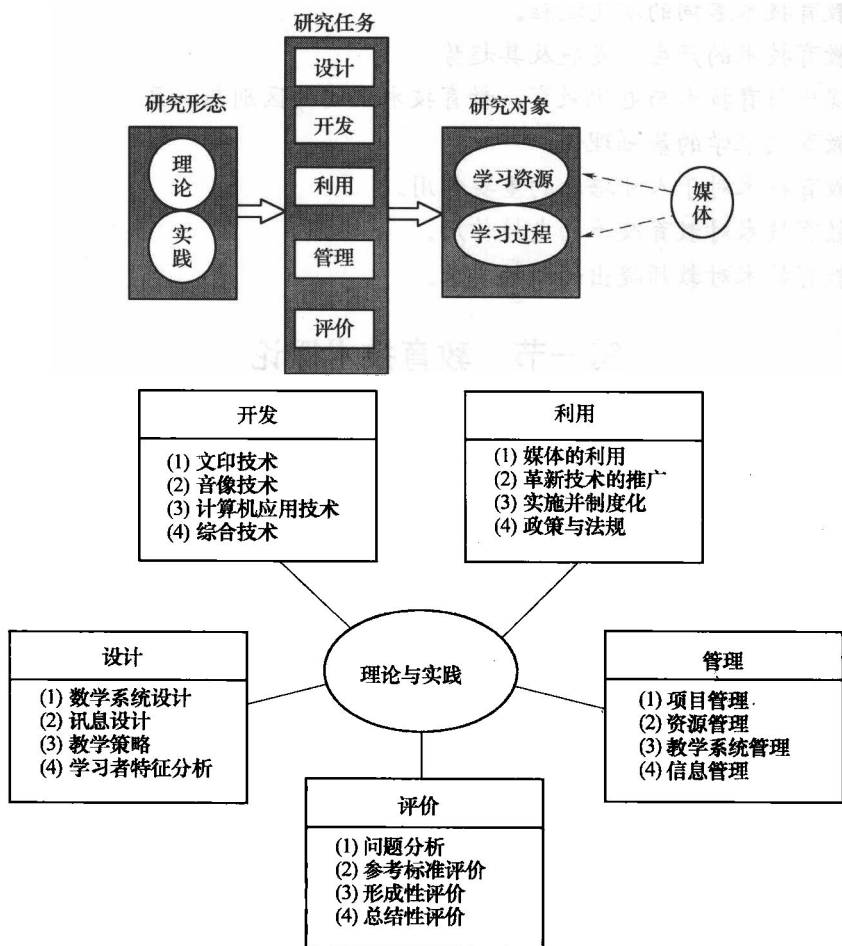 研究任务
设计
研究形态
开发
研究对象
理论
学习资源
利用
媒体
实践
学习过程
管理
评价
开发
(1) 文印技术
(2) 音像技术
(3) 计算机应用技术
(4) 综合技术
利用
(1) 媒体的利用
(2) 革新技术的推广
(3) 实施并制度化
(4) 政策与法规
理论与实践
设计
(1) 数学系统设计
(2) 讯息设计
(3) 教学策略
(4) 学习者特征分析
管理
(1) 项目管理
(2) 资源管理
(3) 教学系统管理
(4) 信息管理
评价
(1) 问题分析
(2) 参考标准评价
(3) 形成性评价
(4) 总结性评价